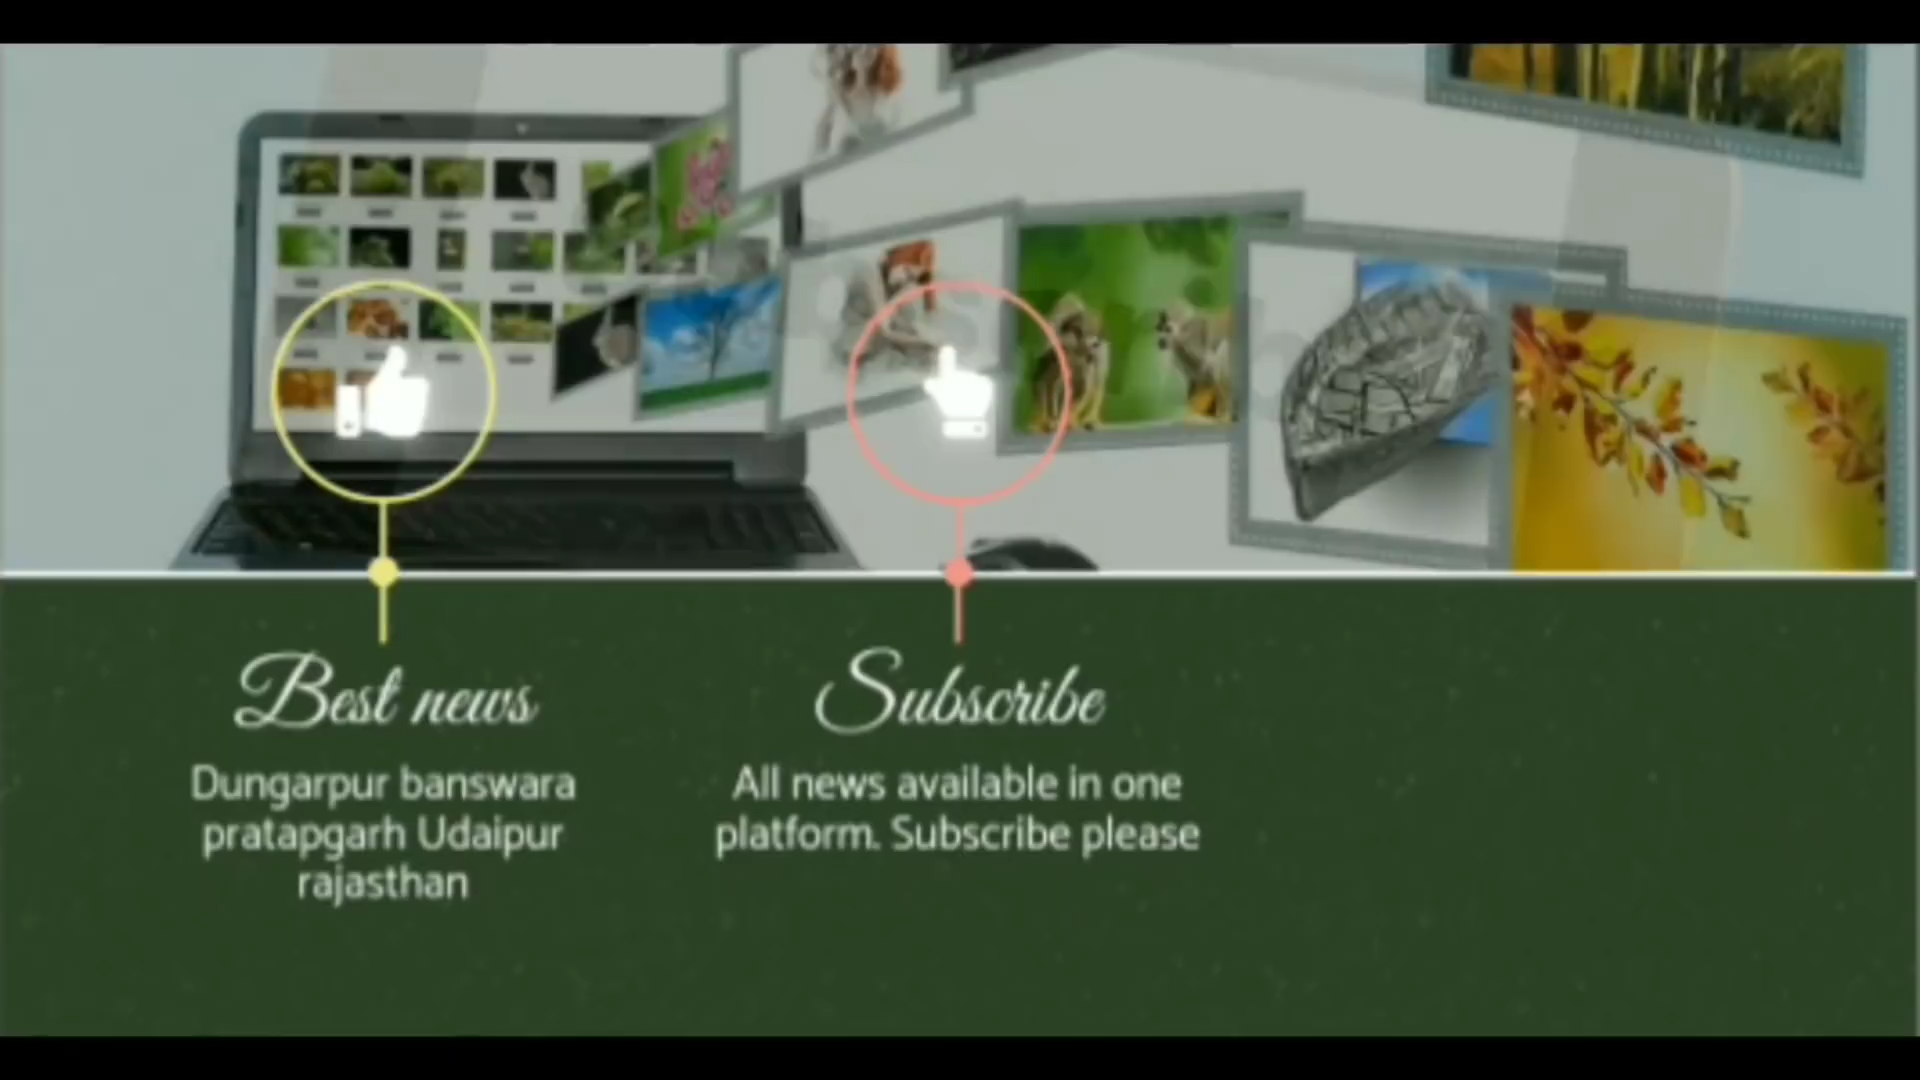 Best news
Dungarpur banswara
pratapgarh Udaipur
rajasthan
Subscribe
All news available in one
platform. Subscribe please